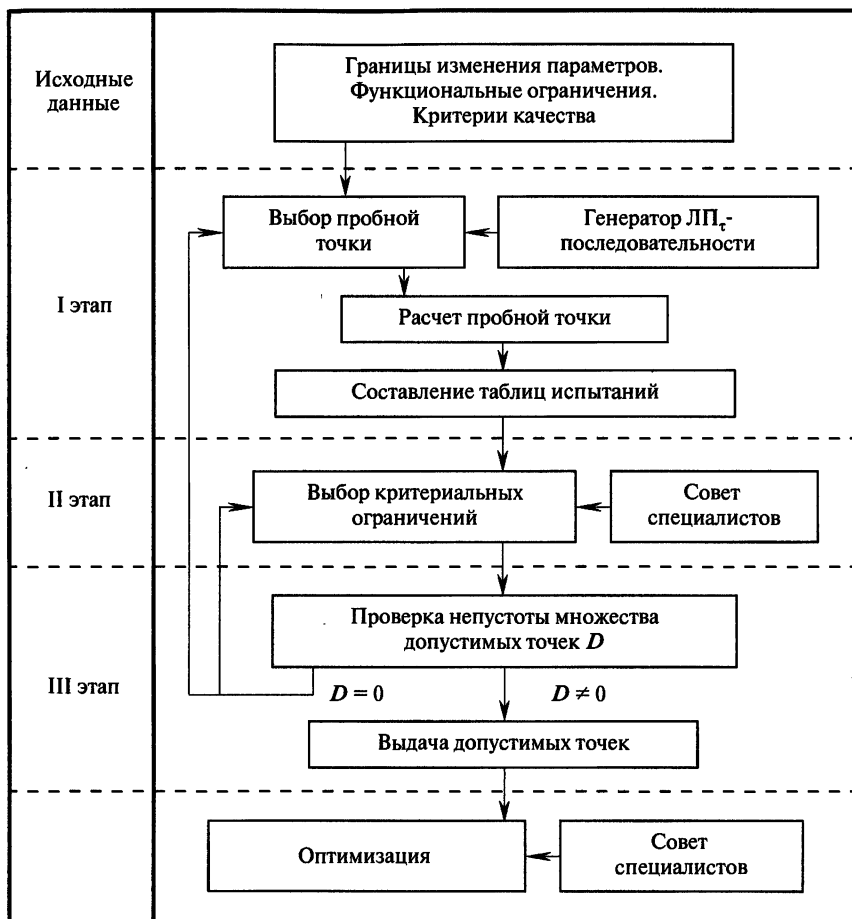 Исходные
данные
Границы изменения параметров.
Функциональные ограничения.
Критерии качества
I этап
Выбор пробной
точки
Генератор ЛПτ-
последовательности
Расчет пробной точки
Составление таблиц испытаний
II этап
Выбор критериальных
ограничений
Совет
специалистов
III этап
Проверка непустоты множества
допустимых точек D
D = 0
D ≠ 0
Выдача допустимых точек
Оптимизация
Совет
специалистов